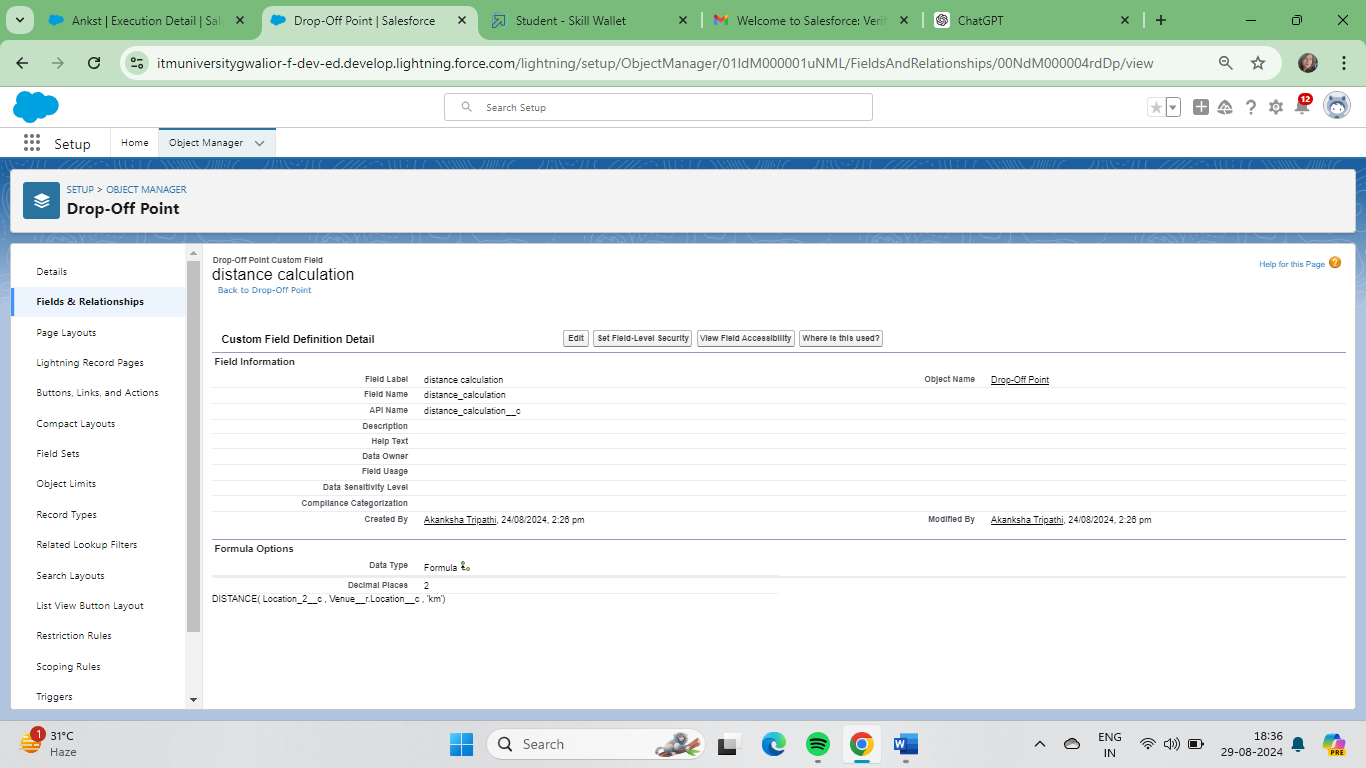 Ankst | Execution Detail | Sal
Drop-Off Point | Salesforce
Student - Skill Wallet
Welcome to Salesforce: Verif
ChatGPT
itmuniversitygwalior-f-dev-ed.develop.lightning.force.com/lightning/setup/ObjectManager/01IdM000001uNML/FieldsAndRelationships/00NdM000004rdDp/view
Search Setup
12
Setup
Home
Object Manager
SETUP > OBJECT MANAGER
Drop-Off Point
Details
Fields & Relationships
Page Layouts
Lightning Record Pages
Buttons, Links, and Actions
Compact Layouts
Field Sets
Object Limits
Record Types
Related Lookup Filters
Search Layouts
List View Button Layout
Restriction Rules
Scoping Rules
Triggers
Drop-Off Point Custom Field
distance calculation
Back to Drop-Off Point
Help for this Page
Custom Field Definition Detail
Edit
Set Field-Level Security
View Field Accessibility
Where is this used?
Field Information
Field Label distance calculation Object Name Drop-Off Point
Field Name distance_calculation
API Name distance_calculation__c
Description
Help Text
Data Owner
Field Usage
Data Sensitivity Level
Compliance Categorization
Created By Akanksha Tripathi, 24/08/2024, 2:26 pm Modified By Akanksha Tripathi, 24/08/2024, 2:26 pm
Formula Options
Data Type Formula
Decimal Places 2
DISTANCE( Location_2__c , Venue__r.Location__c , 'km')
1
31°C
Haze
Search
PRE
ENG
IN
18:36
29-08-2024